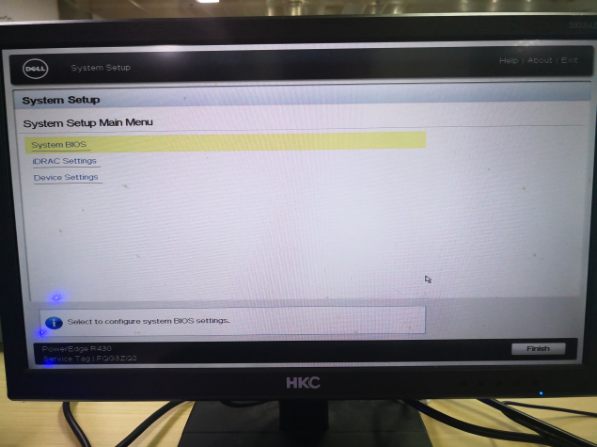 DELL
System Setup
Help | About | Exit
System Setup
System Setup Main Menu
System BIOS
iDRAC Settings
Device Settings
Select to configure system BIOS settings.
PowerEdge R430
Service Tag :
Finish
HKC